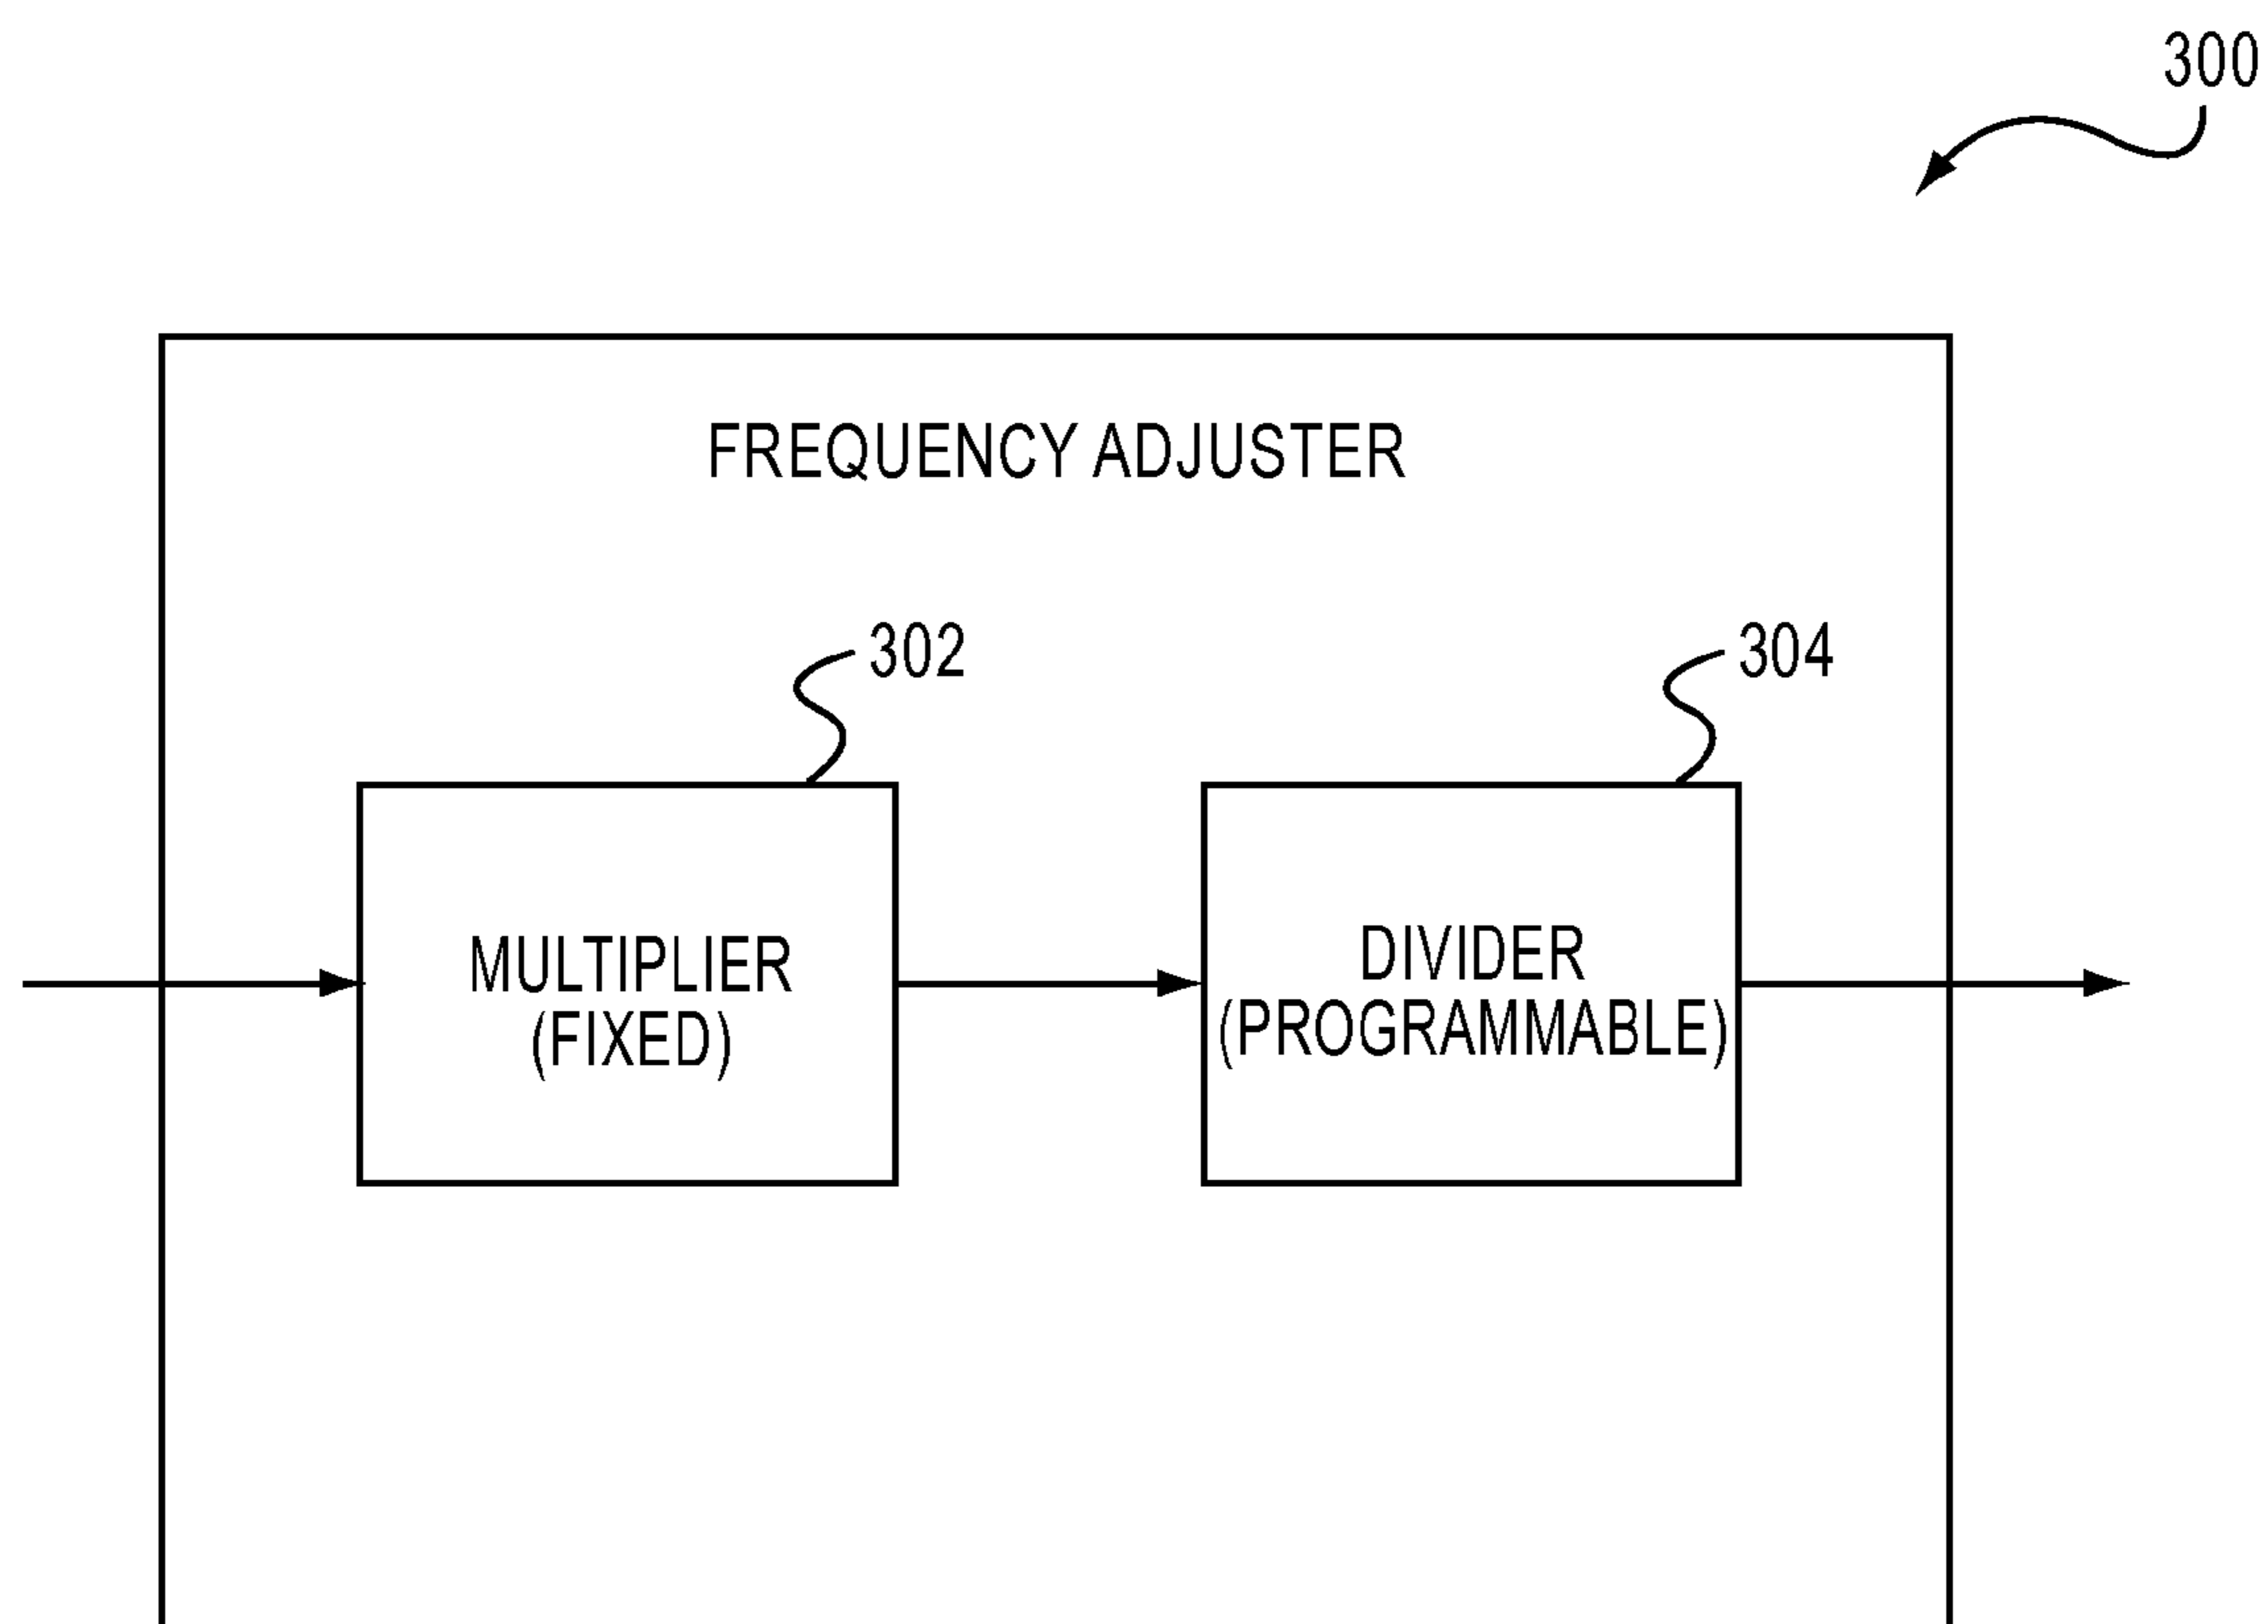 300
FREQUENCY ADJUSTER
302
304
MULTIPLIER
(FIXED)
DIVIDER
(PROGRAMMABLE)